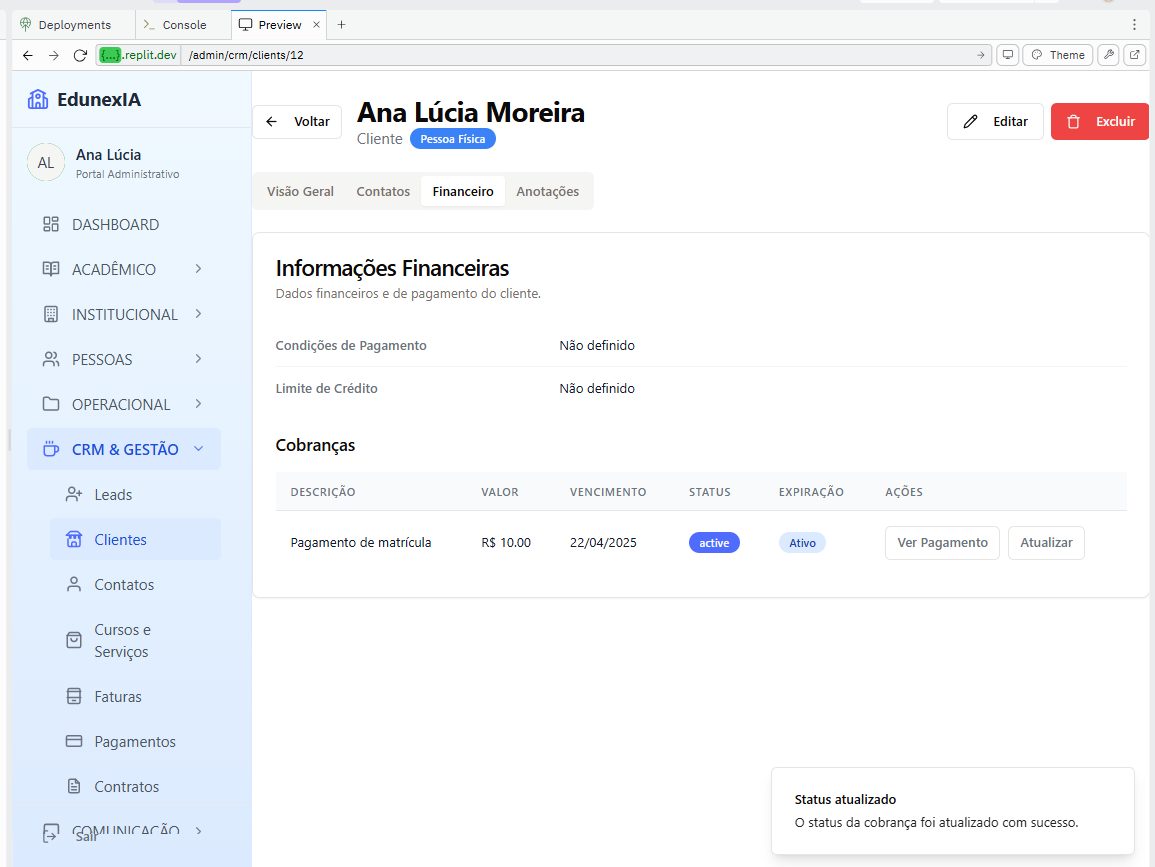 Deployments
Console
Preview
{...}.replit.dev /admin/crm/clients/12
Theme
EdunexIA
AL
Ana Lúcia
Portal Administrativo
DASHBOARD
ACADÊMICO
INSTITUCIONAL
PESSOAS
OPERACIONAL
CRM & GESTÃO
Leads
Clientes
Contatos
Cursos e
Serviços
Faturas
Pagamentos
Contratos
COMUNICAÇÃO
Sair
Voltar
Ana Lúcia Moreira
Cliente Pessoa Física
Editar
Excluir
Visão Geral Contatos Financeiro Anotações
Informações Financeiras
Dados financeiros e de pagamento do cliente.
Condições de Pagamento Não definido
Limite de Crédito Não definido
Cobranças
DESCRIÇÃO VALOR VENCIMENTO STATUS EXPIRAÇÃO AÇÕES
Pagamento de matrícula R$ 10.00 22/04/2025 active Ativo Ver Pagamento Atualizar
Status atualizado
O status da cobrança foi atualizado com sucesso.